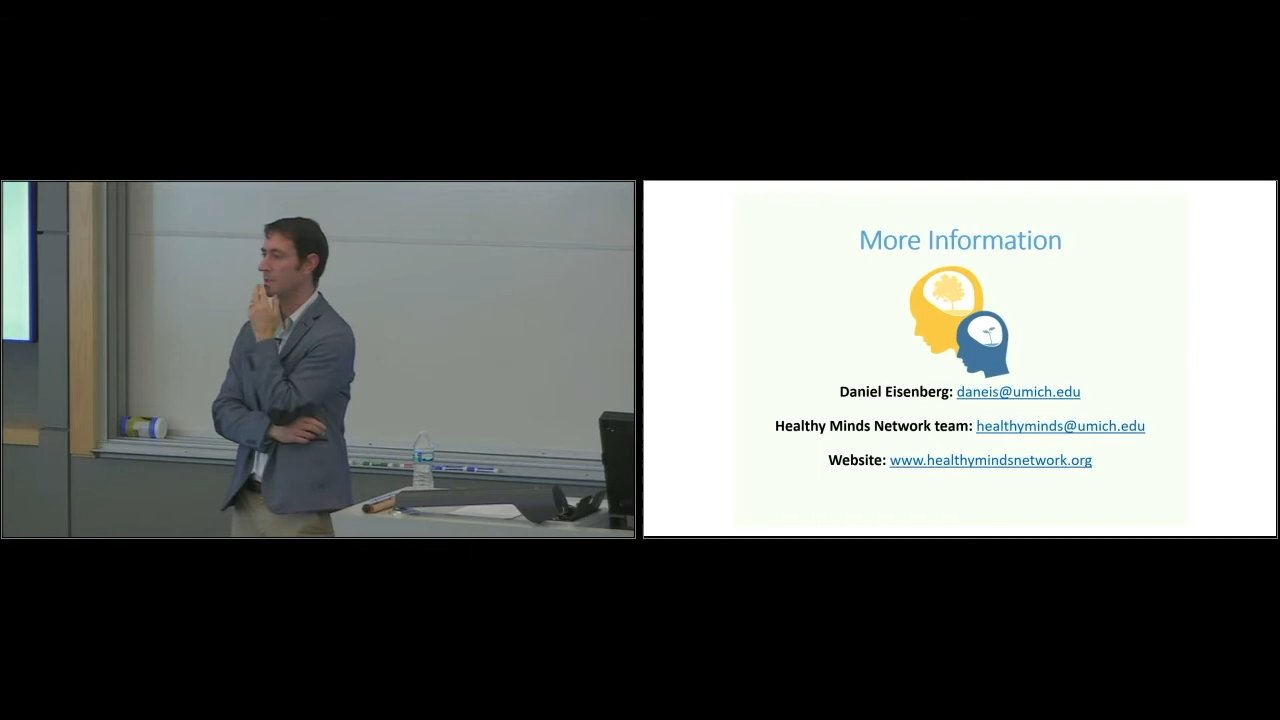 More Information
Daniel Eisenberg: daneis@umich.edu
Healthy Minds Network team: healthyminds@umich.edu
Website: www.healthymindsnetwork.org